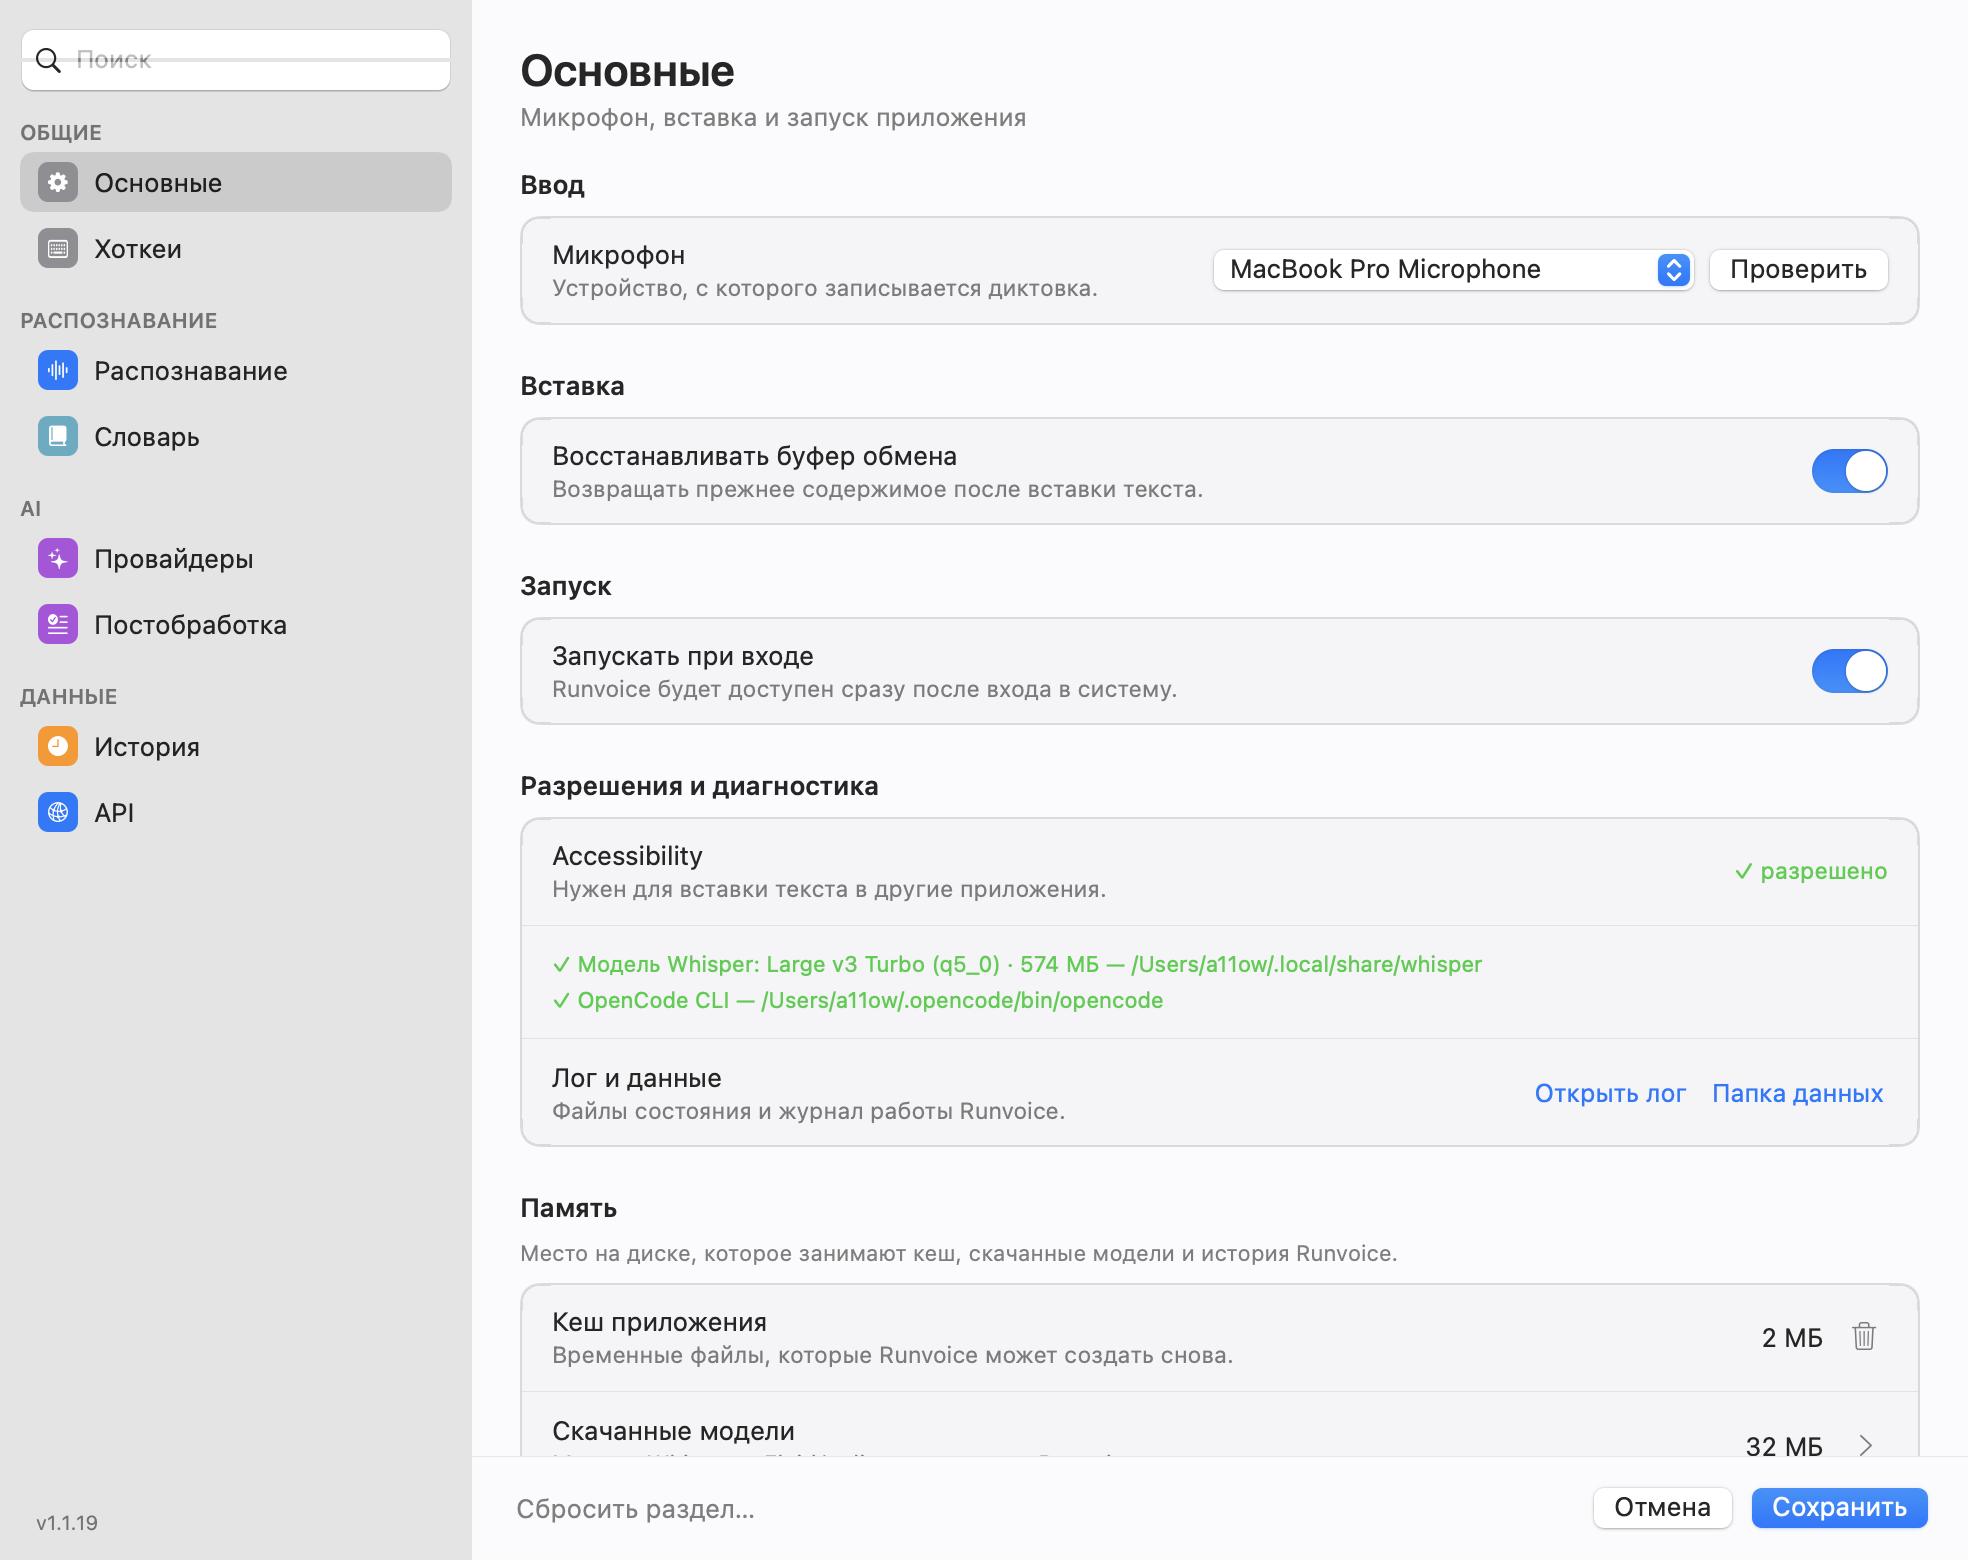 Поиск
ОБЩИЕ
Основные
Хоткеи
РАСПОЗНАВАНИЕ
Распознавание
Словарь
AI
Провайдеры
Постобработка
ДАННЫЕ
История
API
v1.1.19
Основные
Микрофон, вставка и запуск приложения
Ввод
Микрофон
Устройство, с которого записывается диктовка.
MacBook Pro Microphone
Проверить
Вставка
Восстанавливать буфер обмена
Возвращать прежнее содержимое после вставки текста.
Запуск
Запускать при входе
Runvoice будет доступен сразу после входа в систему.
Разрешения и диагностика
Accessibility
Нужен для вставки текста в другие приложения.
✓ разрешено
✓ Модель Whisper: Large v3 Turbo (q5_0) · 574 МБ — /Users/a11ow/.local/share/whisper
✓ OpenCode CLI — /Users/a11ow/.opencode/bin/opencode
Лог и данные
Файлы состояния и журнал работы Runvoice.
Открыть лог
Папка данных
Память
Место на диске, которое занимают кеш, скачанные модели и история Runvoice.
Кеш приложения
Временные файлы, которые Runvoice может создать снова.
2 МБ
Скачанные модели
32 МБ
Сбросить раздел...
Отмена
Сохранить